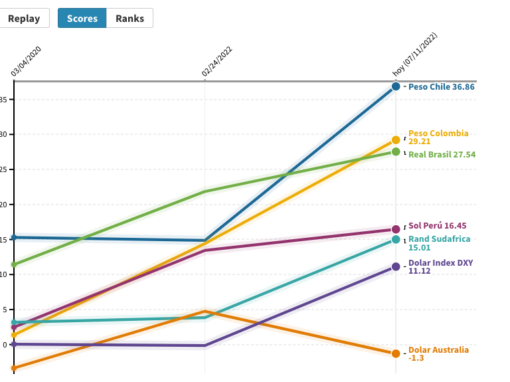 Replay Scores Ranks
03/04/2020 02/24/2022 hoy (07/11/2022)
35
30
25
20
15
10
5
0
Peso Chile 36.86
Peso Colombia
29.21
Real Brasil 27.54
Sol Perú 16.45
Rand Sudafrica
15.01
Dolar Index DXY
11.12
Dolar Australia
-1.3